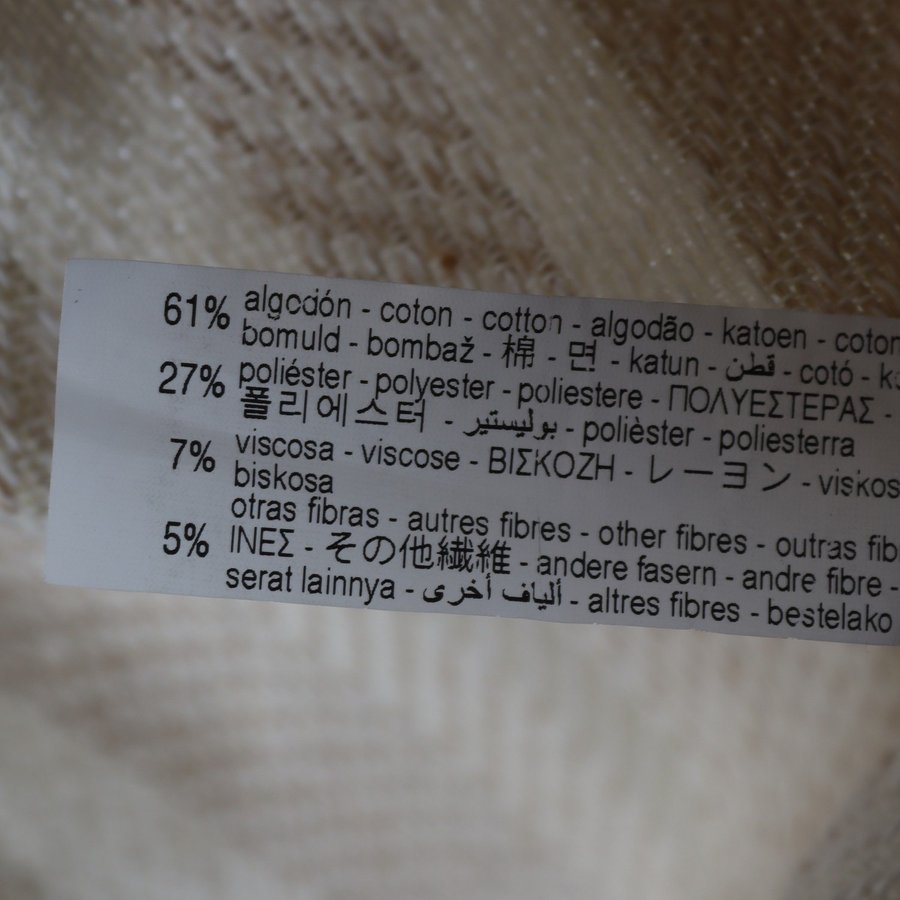 61% algodón - coton - cotton - algodão - katoen - coton
bomuld - bombaž - 棉 - 면 - katun - قطن - cotó -
27% poliéster - polyester - poliestere - ΠΟΛΥΕΣΤΕΡΑΣ -
폴리에스터 - بوليستير - polièster - poliesterra
7% viscosa - viscose - ΒΙΣΚΟΖΗ - レーヨン - viskos
biskosa
otras fibras - autres fibres - other fibres - outras fib
5% ΙΝΕΣ - その他繊維 - andere fasern - andre fibre -
serat lainnya - ألياف أخرى - altres fibres - bestelako